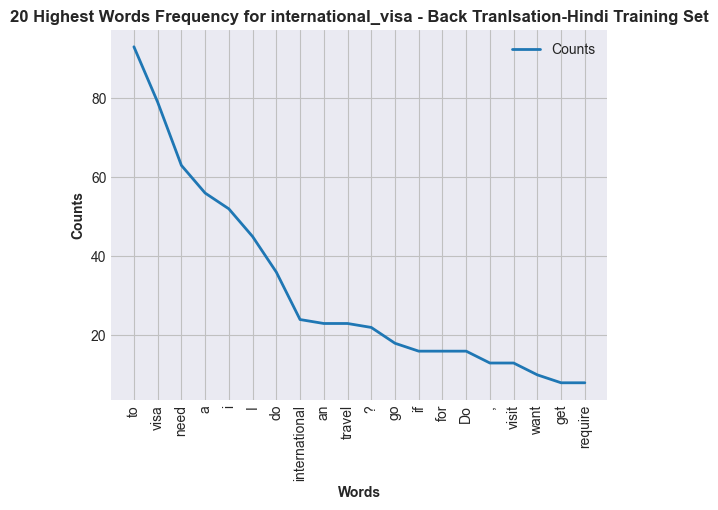 20 Highest Words Frequency for international_visa - Back Tranlsation-Hindi Training Set
Counts
80
60
40
20
Counts
to
visa
need
a
i
I
do
international
an
travel
?
go
if
for
Do
,
visit
want
get
require
Words